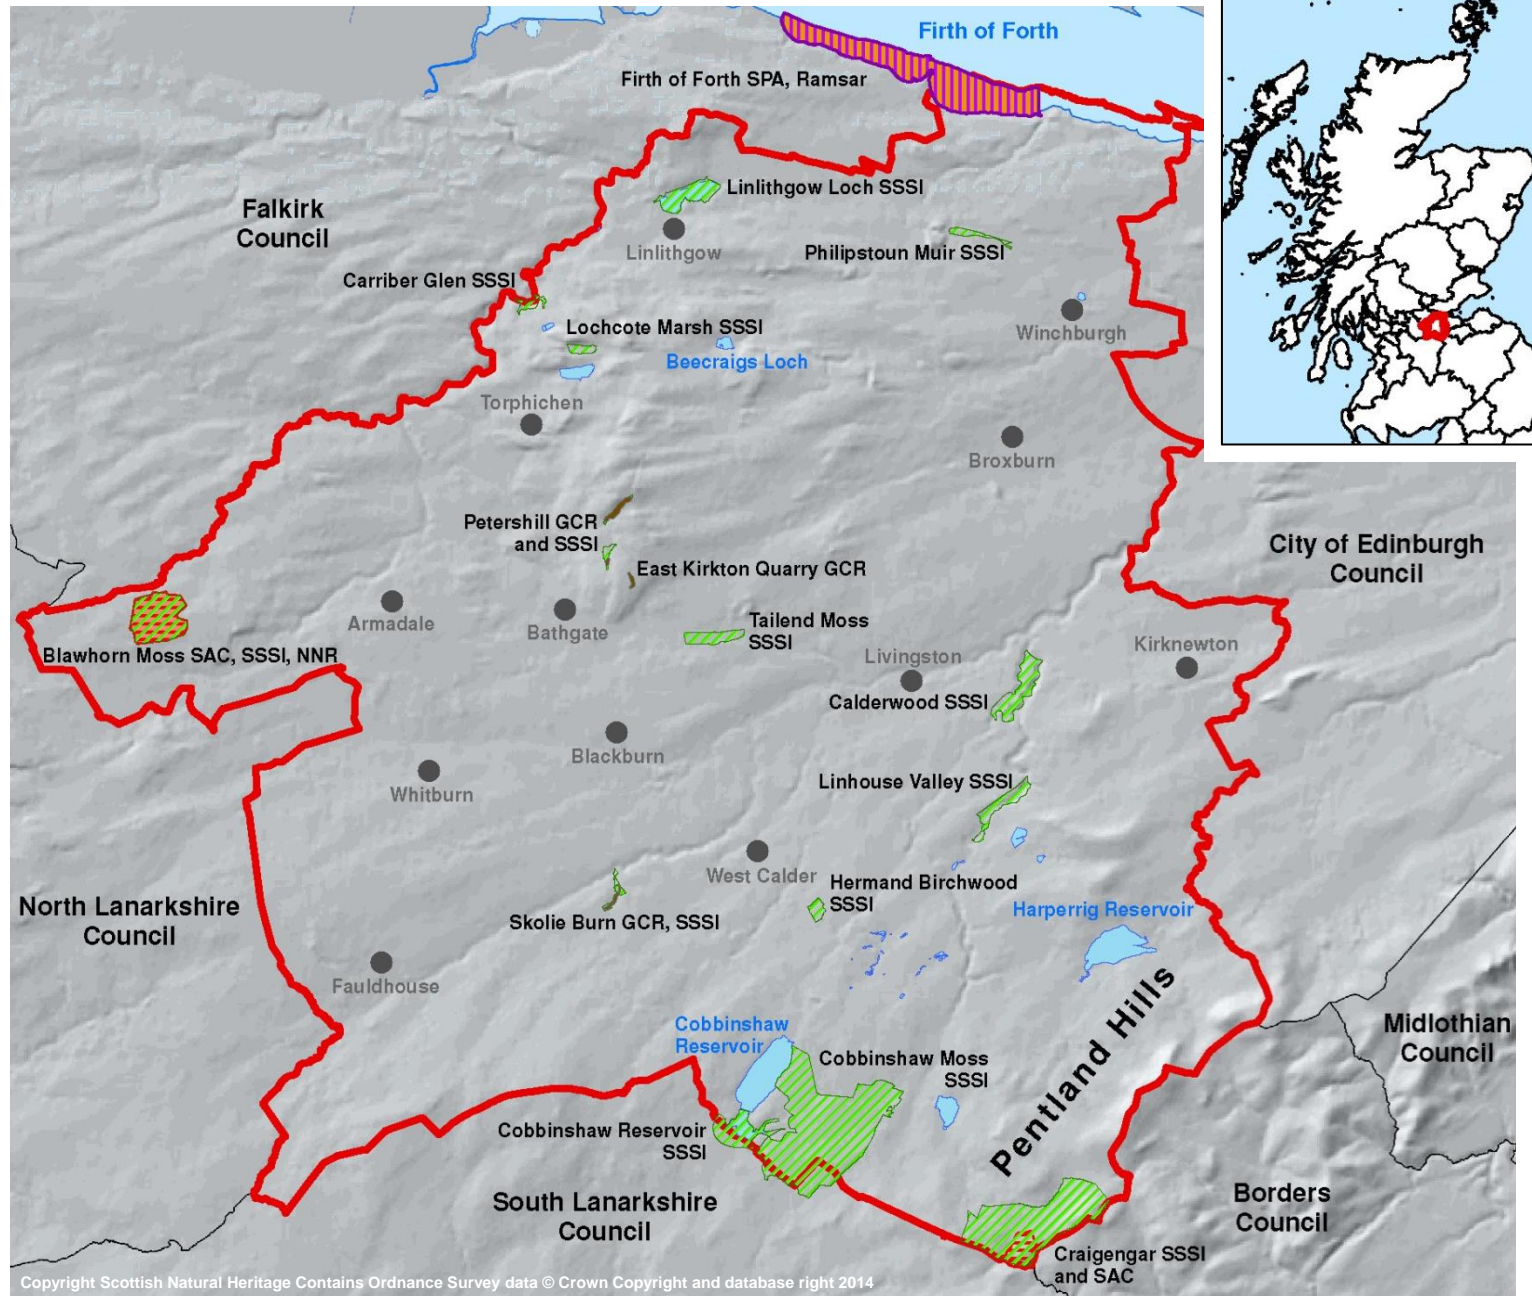 Firth of Forth
Firth of Forth SPA, Ramsar
Linlithgow Loch SSSI
Falkirk
Council
Linlithgow
Philipstoun Muir SSSI
Carriber Glen SSSI
Lochcote Marsh SSSI
Winchburgh
Beecraigs Loch
Torphichen
Broxburn
Petershill GCR
and SSSI
East Kirkton Quarry GCR
City of Edinburgh
Council
Armadale
Bathgate
Tailend Moss
SSSI
Blawhorn Moss SAC, SSSI, NNR
Livingston
Kirknewton
Calderwood SSSI
Blackburn
Whitburn
Linhouse Valley SSSI
West Calder
Hermand Birchwood
SSSI
North Lanarkshire
Council
Skolie Burn GCR, SSSI
Harperrig Reservoir
Fauldhouse
Pentland Hills
Cobbinshaw
Reservoir
Cobbinshaw Moss
SSSI
Midlothian
Council
Cobbinshaw Reservoir
SSSI
South Lanarkshire
Council
Borders
Council
Craigengar SSSI
and SAC
Copyright Scottish Natural Heritage Contains Ordnance Survey data © Crown Copyright and database right 2014